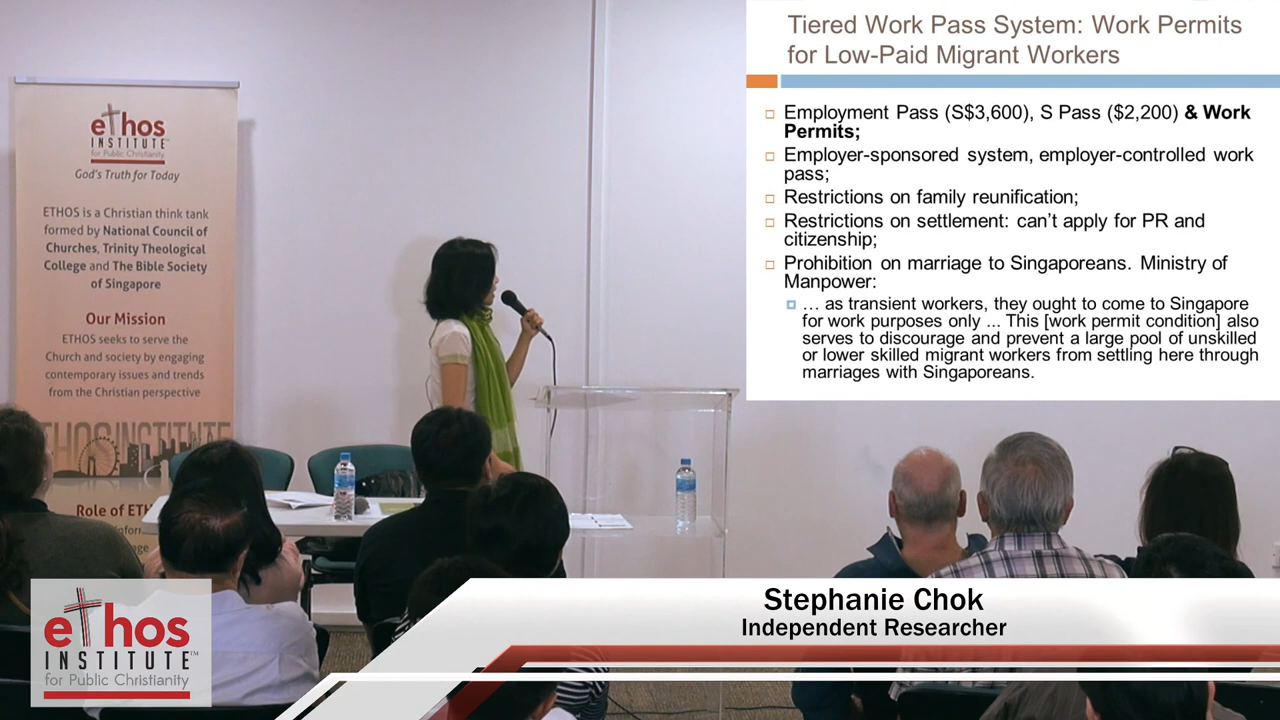 ethos
INSTITUTE™
for Public Christianity
God's Truth for Today
ETHOS is a Christian think tank
formed by National Council of
Churches, Trinity Theological
College and The Bible Society
of Singapore
Our Mission
ETHOS seeks to serve the
Church and society by engaging
contemporary issues and trends
from the Christian perspective
ETHOSINSTITUTE
Role of ETH
Tiered Work Pass System: Work Permits
for Low-Paid Migrant Workers
Employment Pass (S$3,600), S Pass ($2,200) & Work
Permits;
Employer-sponsored system, employer-controlled work
pass;
Restrictions on family reunification;
Restrictions on settlement: can't apply for PR and
citizenship;
Prohibition on marriage to Singaporeans. Ministry of
Manpower:
… as transient workers, they ought to come to Singapore
for work purposes only ... This [work permit condition] also
serves to discourage and prevent a large pool of unskilled
or lower skilled migrant workers from settling here through
marriages with Singaporeans.
Stephanie Chok
Independent Researcher
ethos
INSTITUTE™
for Public Christianity